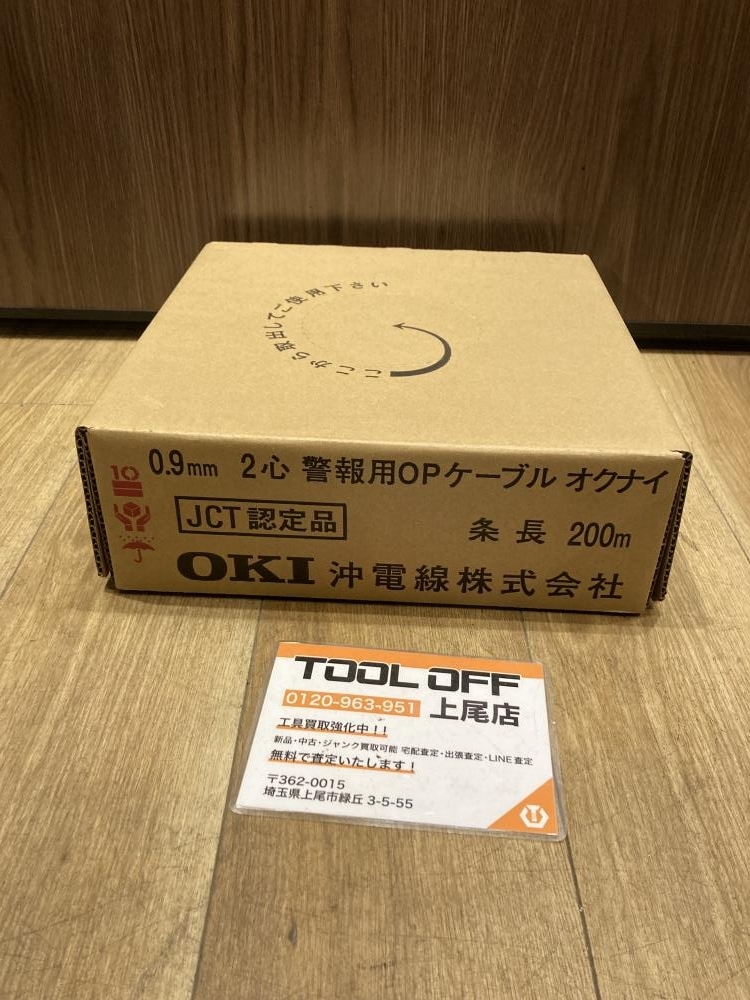 ここから取出してご使用下さい
10
0.9mm 2心 警報用OPケーブル オクナイ
JCT認定品
条長 200m
OKI 沖電線株式会社
TOOL OFF
0120-963-951 上尾店
工具買取強化中!!
新品・中古・ジャンク買取可能 宅配査定・出張査定・LINE査定
無料で査定いたします!
〒362-0015
埼玉県上尾市緑丘 3-5-55